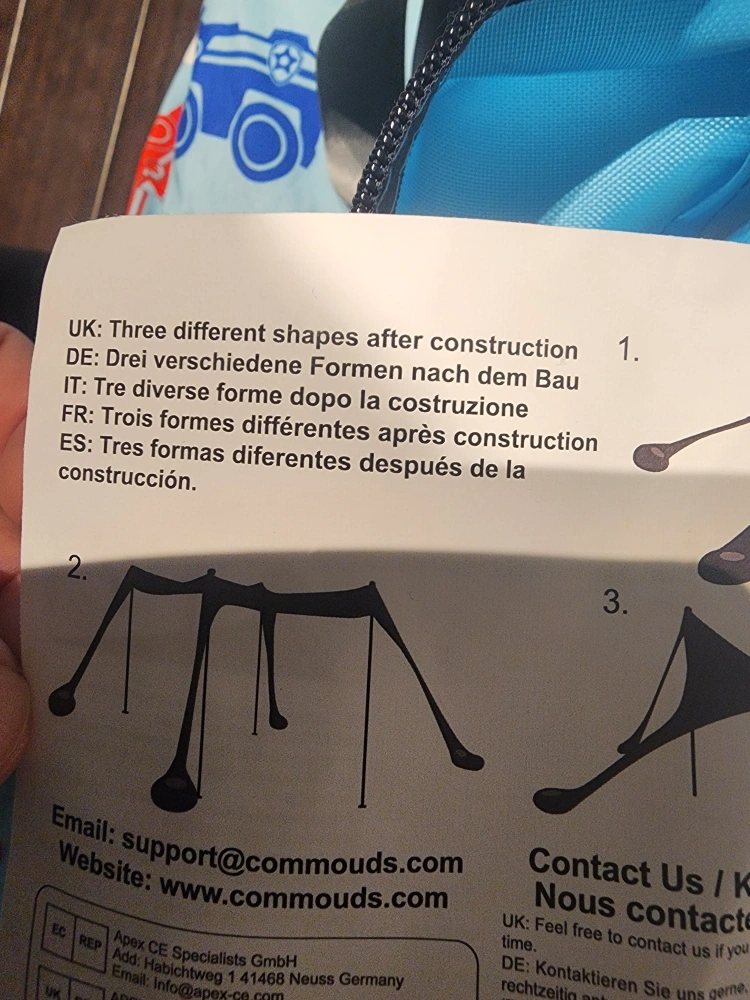 UK: Three different shapes after construction
DE: Drei verschiedene Formen nach dem Bau
IT: Tre diverse forme dopo la costruzione
FR: Trois formes différentes après construction
ES: Tres formas diferentes después de la
construcción.
1.
2.
3.
Email: support@commouds.com
Website: www.commouds.com
EC REP
Apex CE Specialists GmbH
Add: Habichtweg 1 41468 Neuss Germany
Email: Info@apex-ce.com
UK
Contact Us / K
Nous contacte
UK: Feel free to contact us if you
time.
DE: Kontaktieren Sie uns gerne,
rechtzeitig